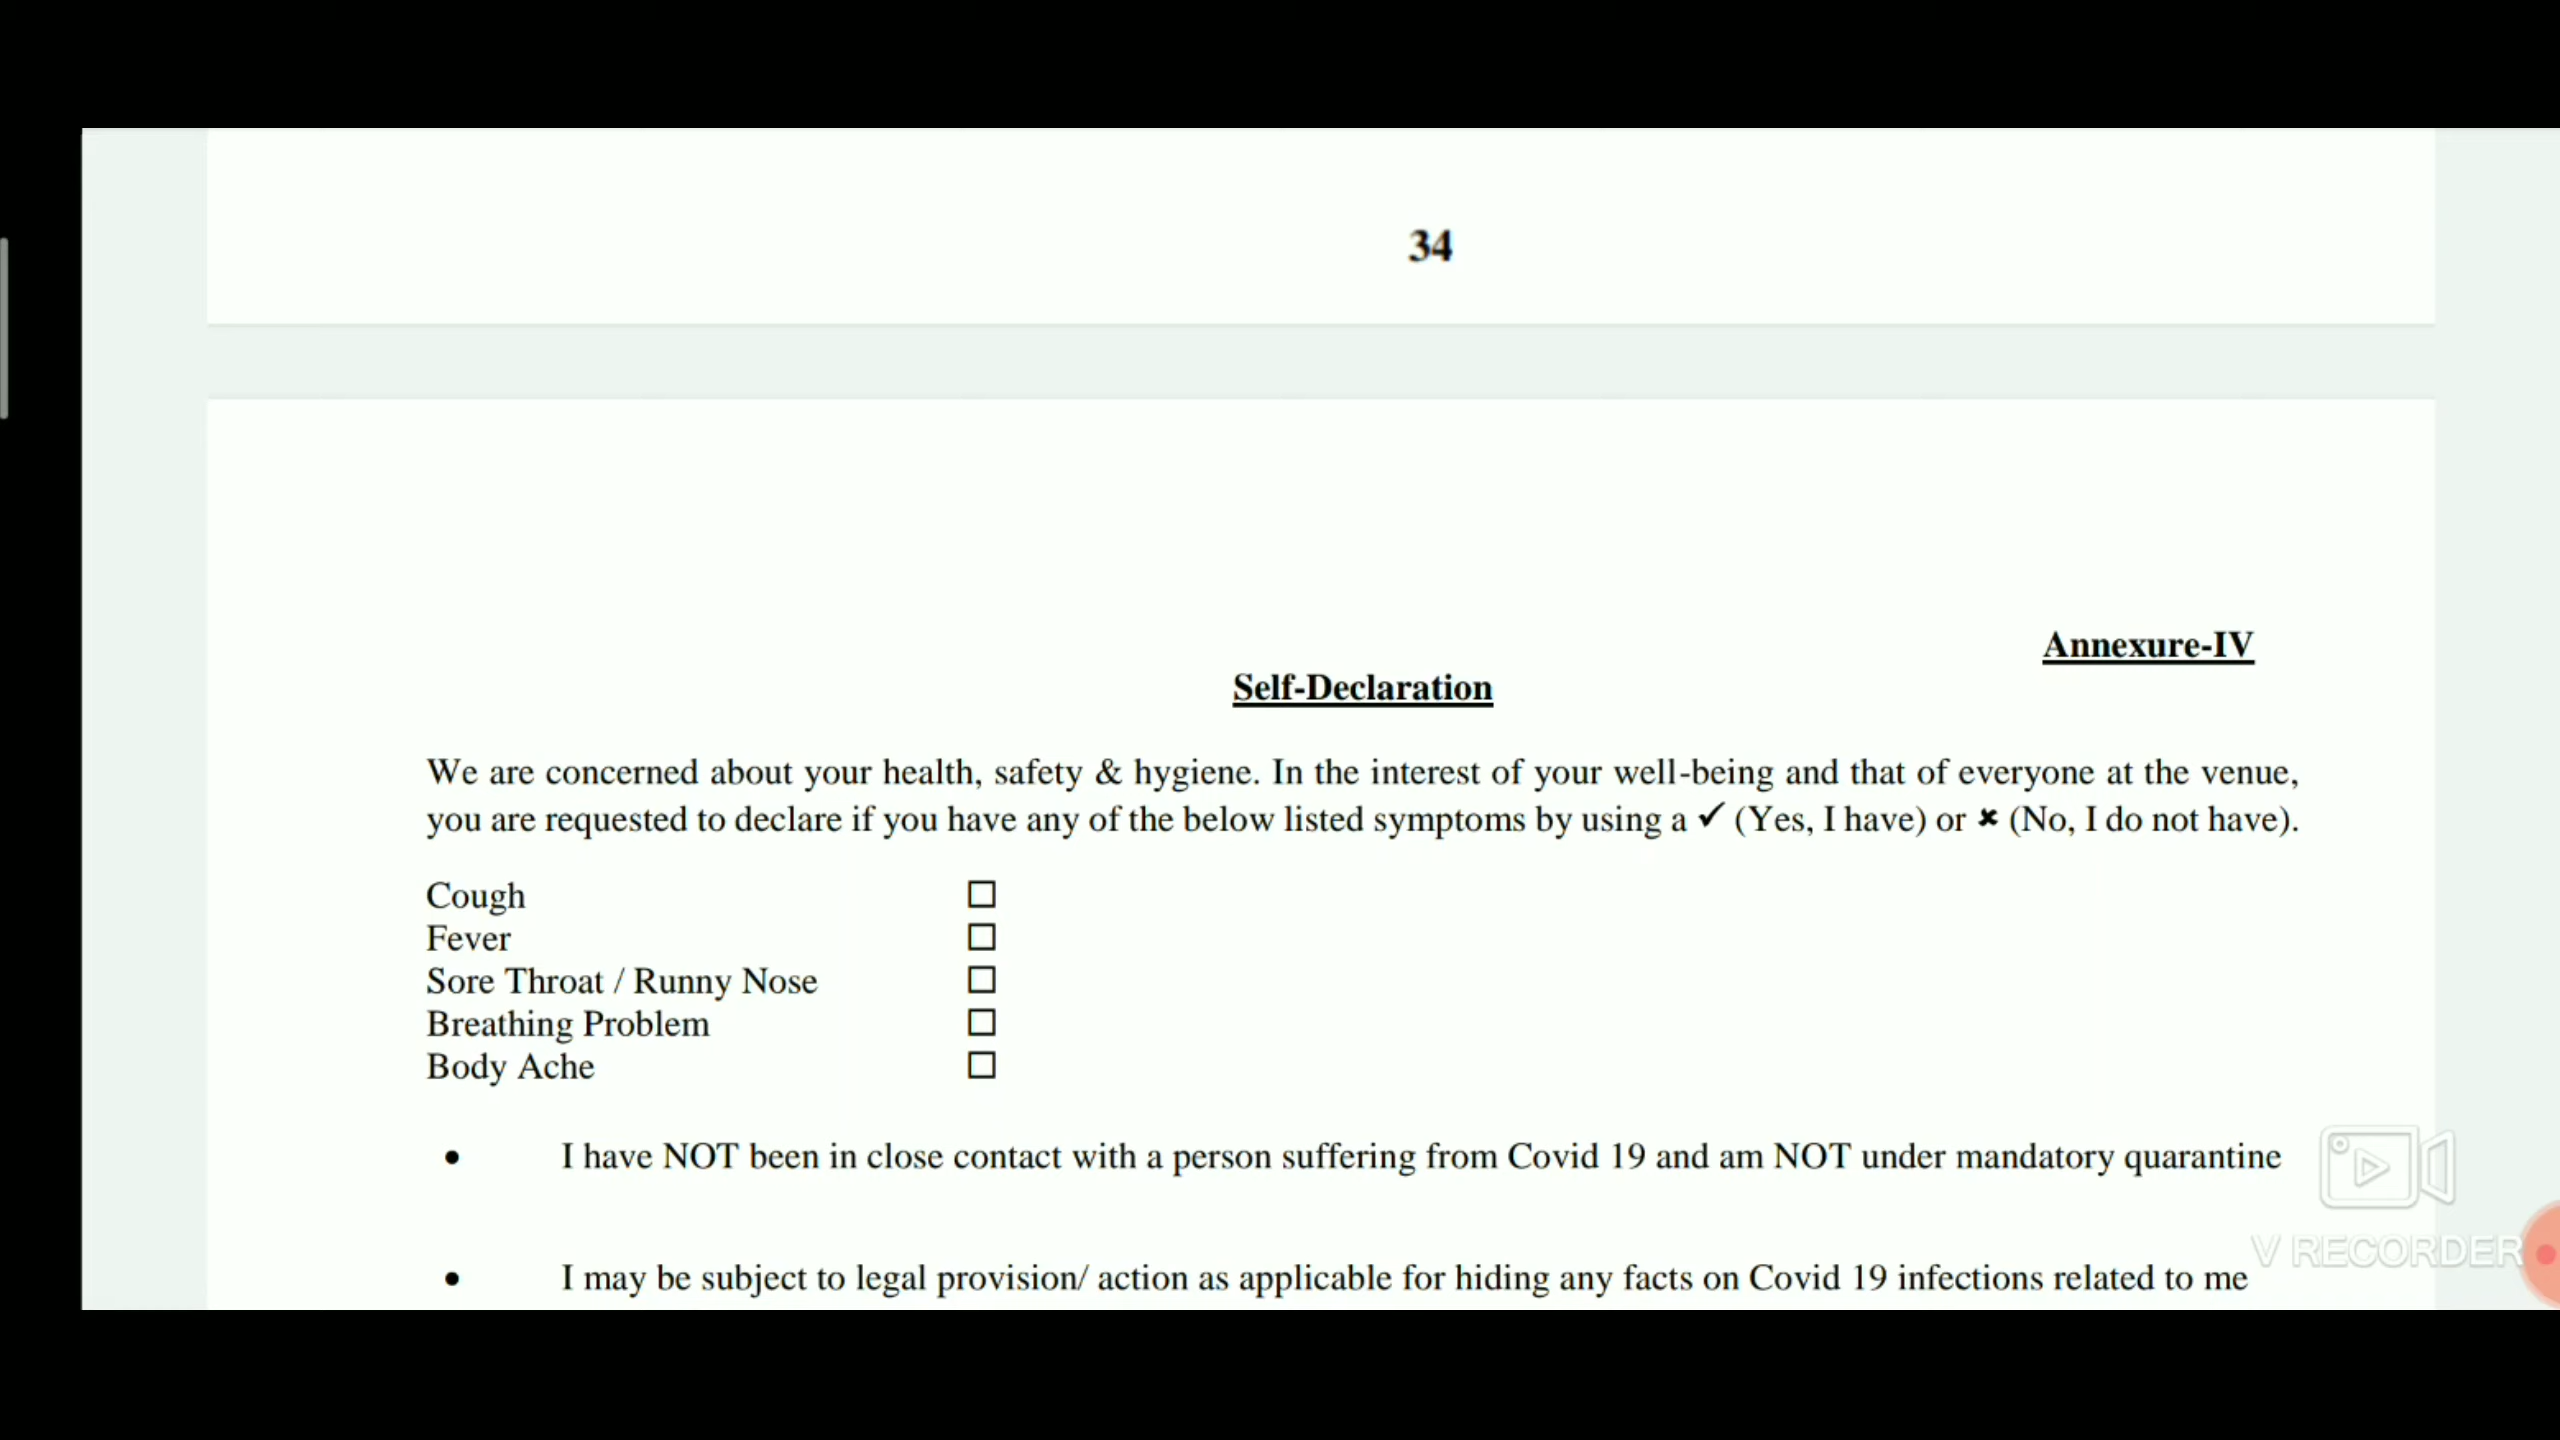 34
Annexure-IV
Self-Declaration
We are concerned about your health, safety & hygiene. In the interest of your well-being and that of everyone at the venue,
you are requested to declare if you have any of the below listed symptoms by using a ✓ (Yes, I have) or ✖ (No, I do not have).
Cough ☐
Fever ☐
Sore Throat / Runny Nose ☐
Breathing Problem ☐
Body Ache ☐
• I have NOT been in close contact with a person suffering from Covid 19 and am NOT under mandatory quarantine
• I may be subject to legal provision/ action as applicable for hiding any facts on Covid 19 infections related to me
V RECORDER